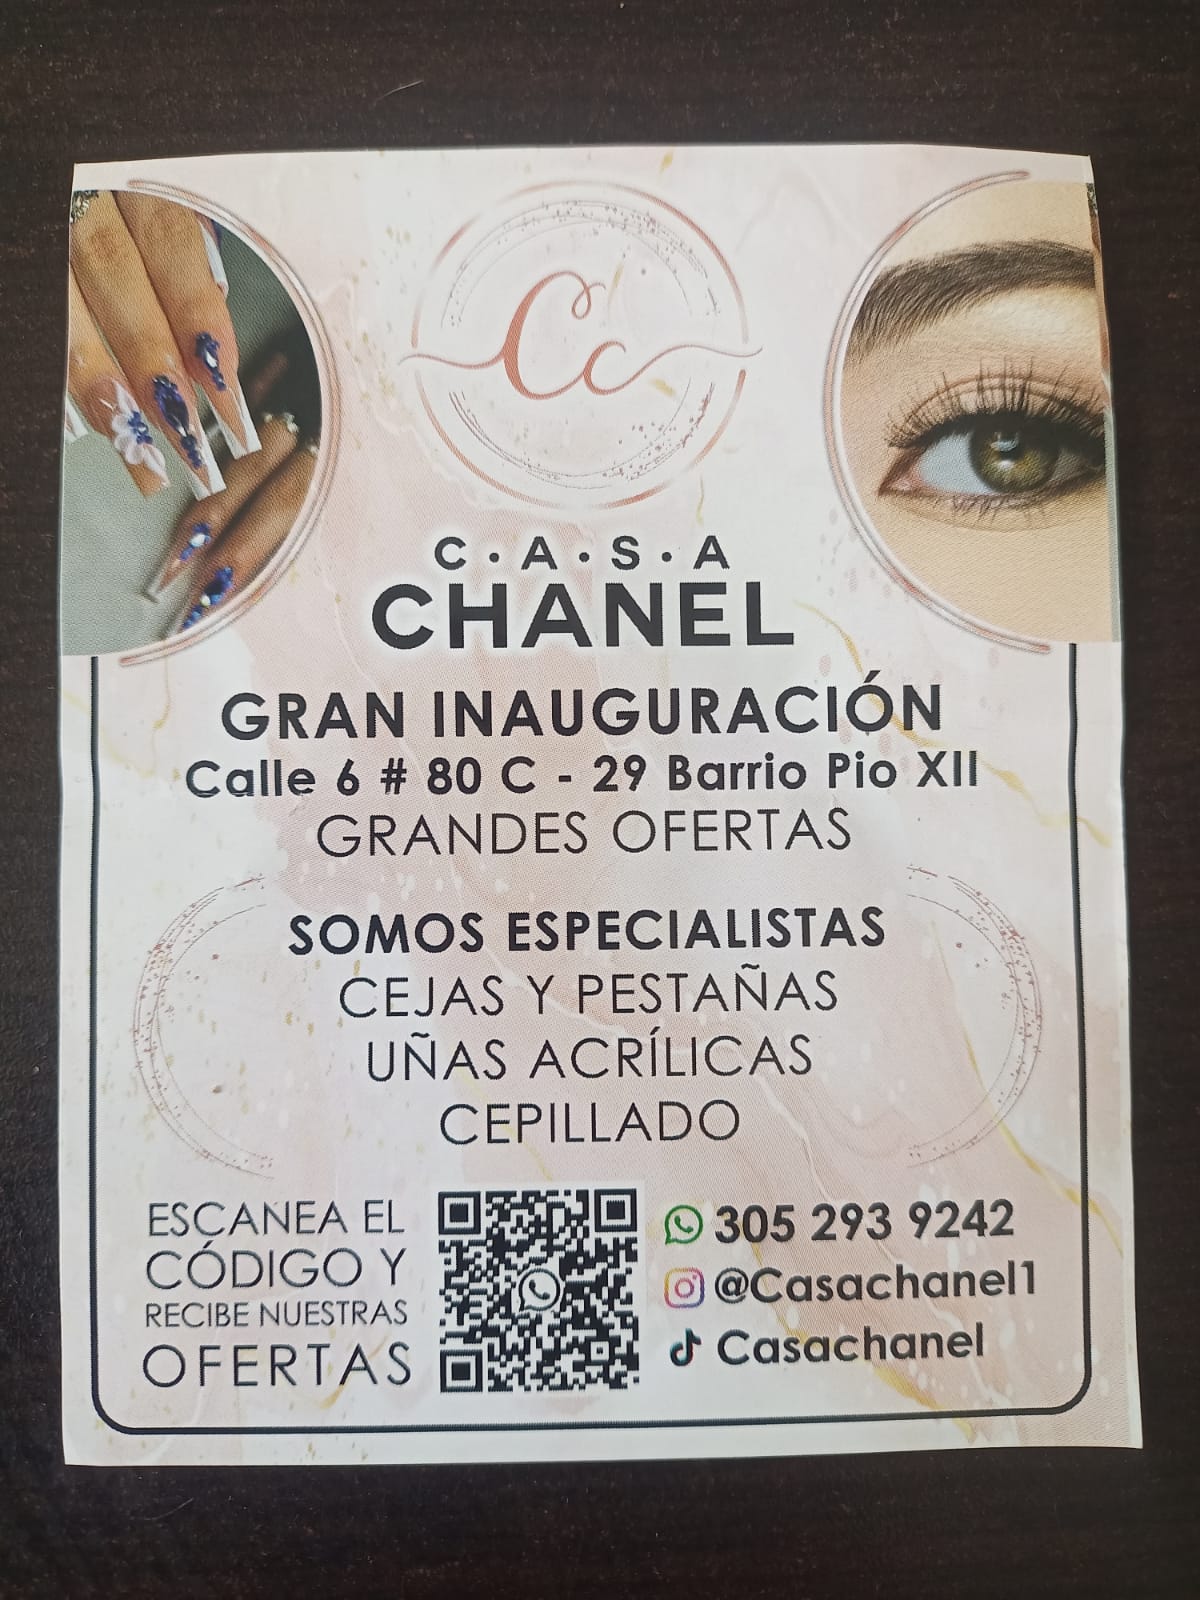 Cc
C·A·S·A
CHANEL
GRAN INAUGURACIÓN
Calle 6 # 80 C - 29 Barrio Pio XII
GRANDES OFERTAS
SOMOS ESPECIALISTAS
CEJAS Y PESTAÑAS
UÑAS ACRÍLICAS
CEPILLADO
ESCANEA EL
CÓDIGO Y
RECIBE NUESTRAS
OFERTAS
305 293 9242
@Casachanel1
Casachanel